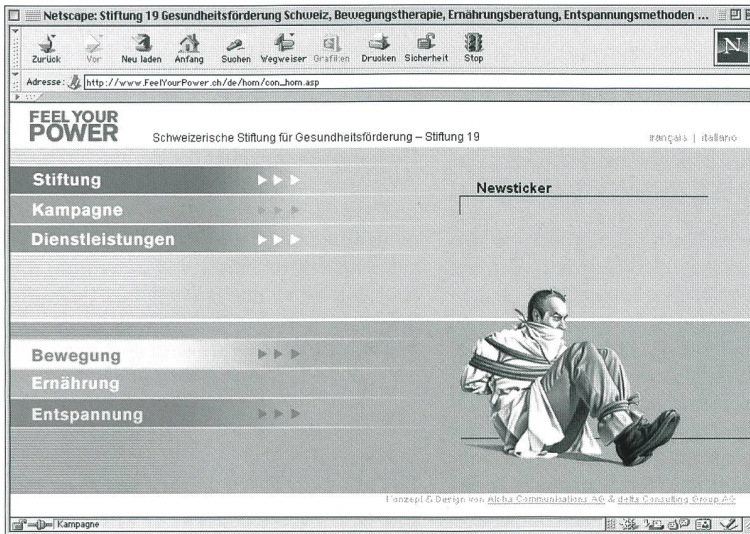 Netscape: Stiftung 19 Gesundheitsförderung Schweiz, Bewegungstherapie, Ernährungsberatung, Entspannungsmethoden ...
Zurück Vor Neu laden Anfang Suchen Wegweiser Grafiken Drucken Sicherheit Stop
N
Adresse: http://www.FeelYourPower.ch/de/hom/con_hom.asp
FEEL YOUR
POWER
Schweizerische Stiftung für Gesundheitsförderung – Stiftung 19
français | italiano
Stiftung
Newsticker
Kampagne
Dienstleistungen
Bewegung
Ernährung
Entspannung
Konzept & Design von Alpha Communications AG & delta Consulting Group AG
Kampagne